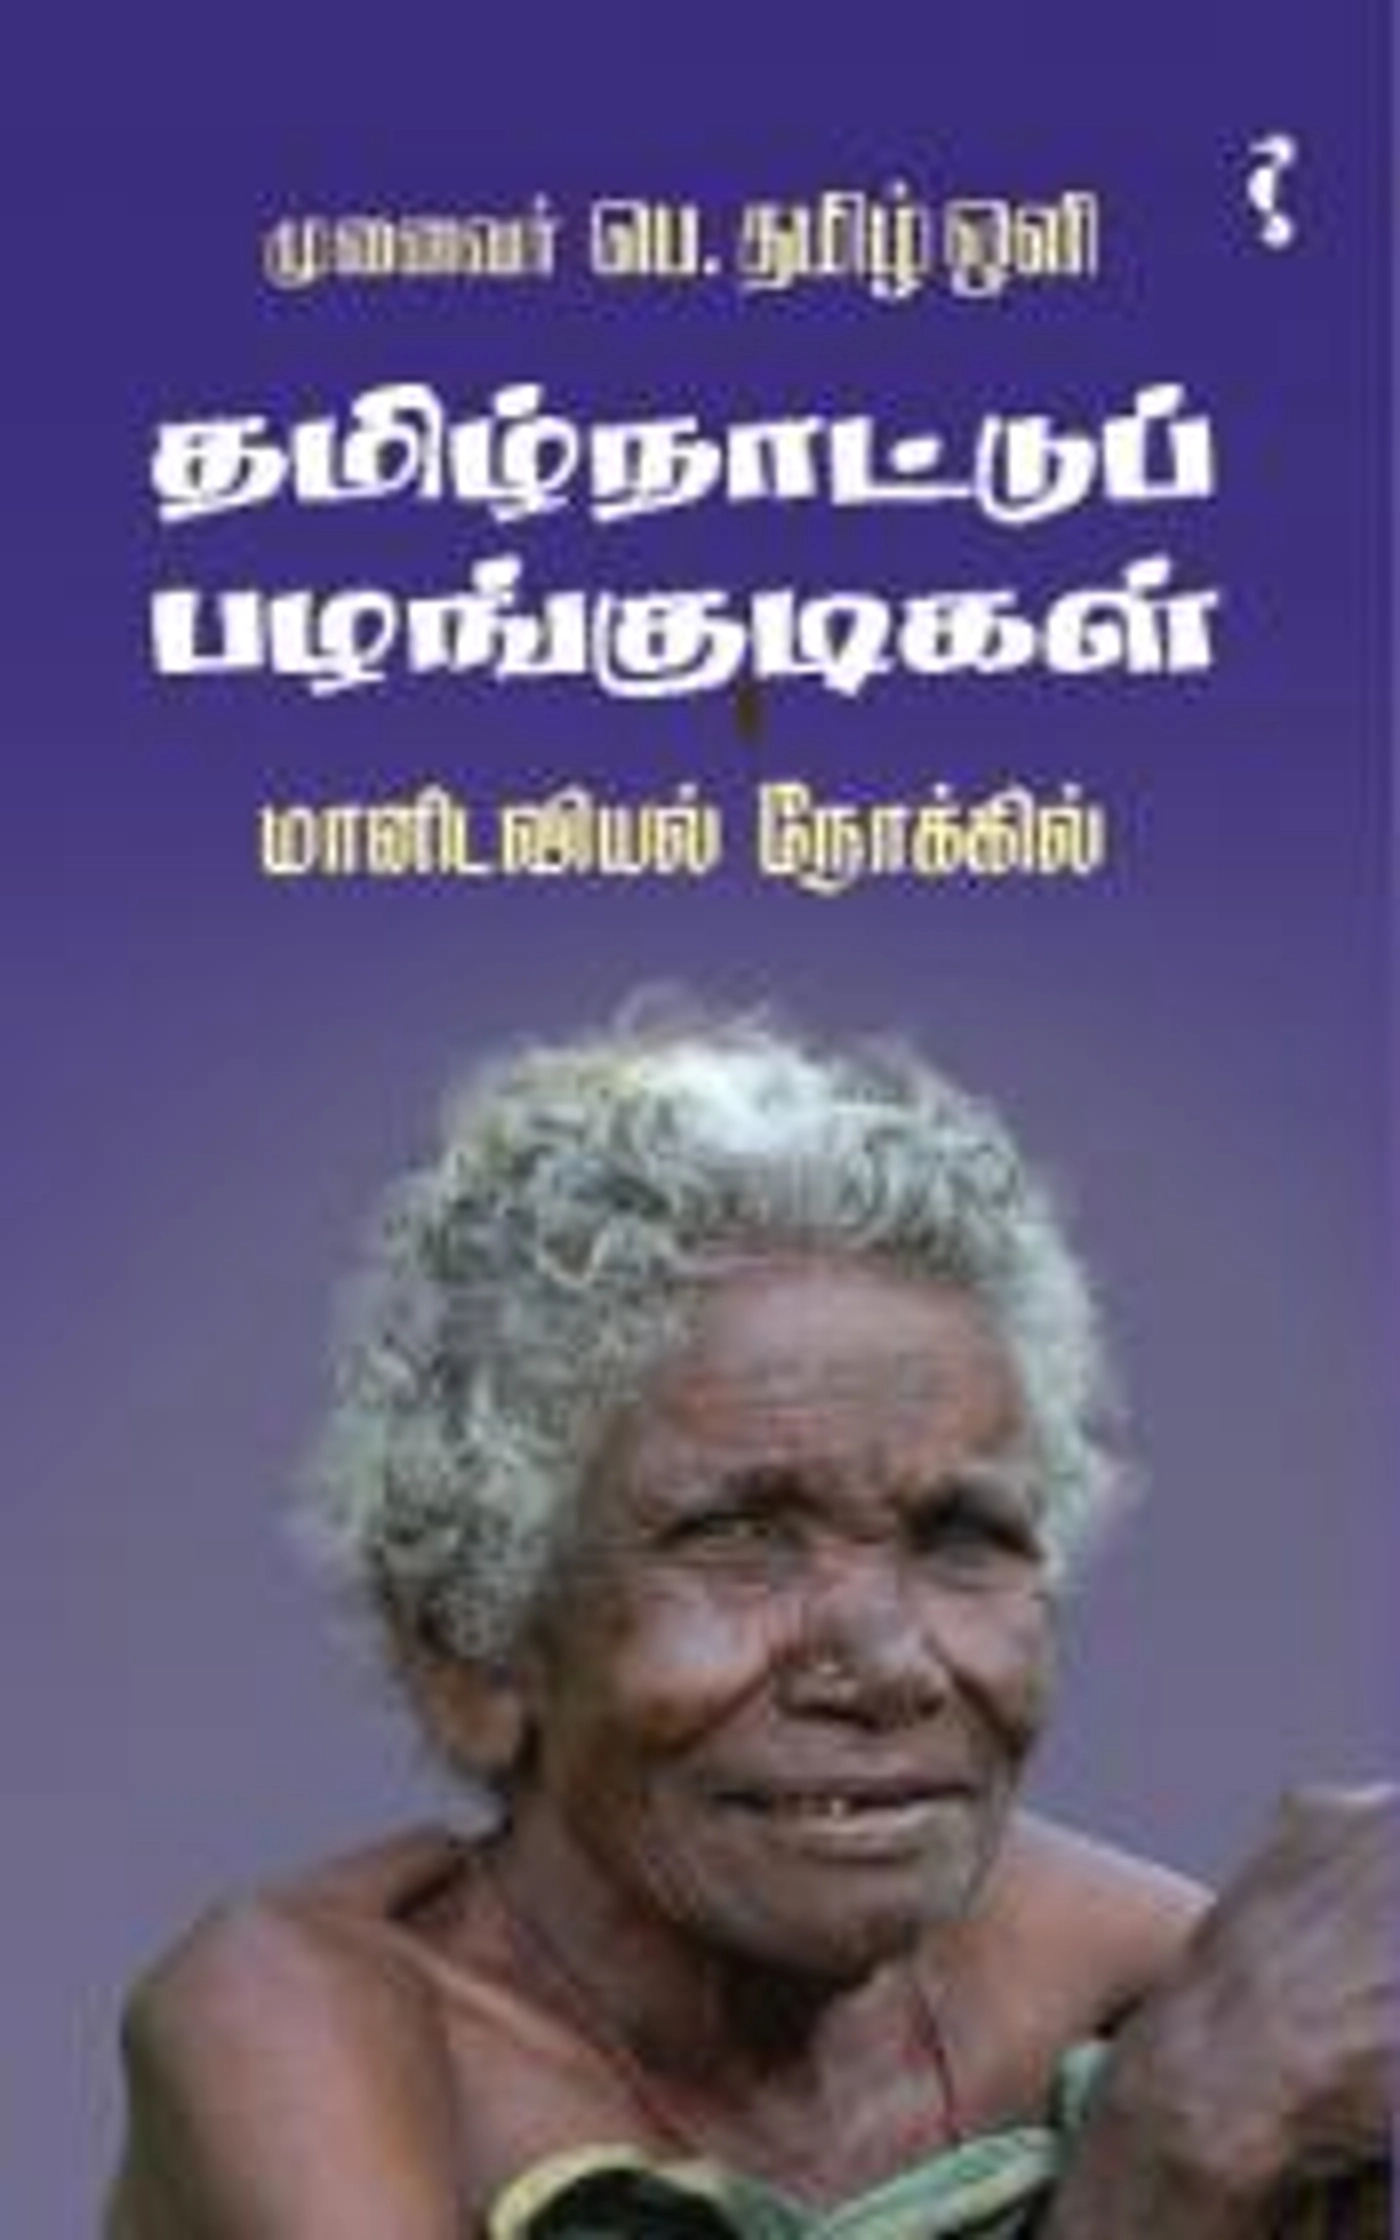 முனைவர் பெ. தமிழ் ஒளி
தமிழ்நாட்டுப்
பழங்குடிகள்
மானிடவியல் நோக்கில்